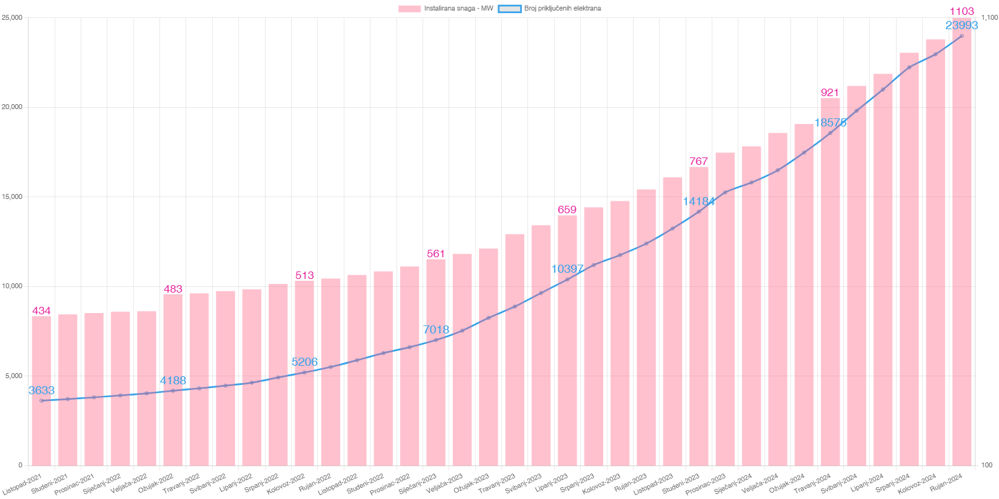 Instalirana snaga - MW
Broj priključenih elektrana
25,000
20,000
15,000
10,000
5,000
0
1,100
100
434
483
513
561
659
767
921
1103
3633
4188
5206
7018
10397
14184
18575
23993
Listopad-2021
Studeni-2021
Prosinac-2021
Siječanj-2022
Veljača-2022
Ožujak-2022
Travanj-2022
Svibanj-2022
Lipanj-2022
Srpanj-2022
Kolovoz-2022
Rujan-2022
Listopad-2022
Studeni-2022
Prosinac-2022
Siječanj-2023
Veljača-2023
Ožujak-2023
Travanj-2023
Svibanj-2023
Lipanj-2023
Srpanj-2023
Kolovoz-2023
Rujan-2023
Listopad-2023
Studeni-2023
Prosinac-2023
Siječanj-2024
Veljača-2024
Ožujak-2024
Travanj-2024
Svibanj-2024
Lipanj-2024
Srpanj-2024
Kolovoz-2024
Rujan-2024